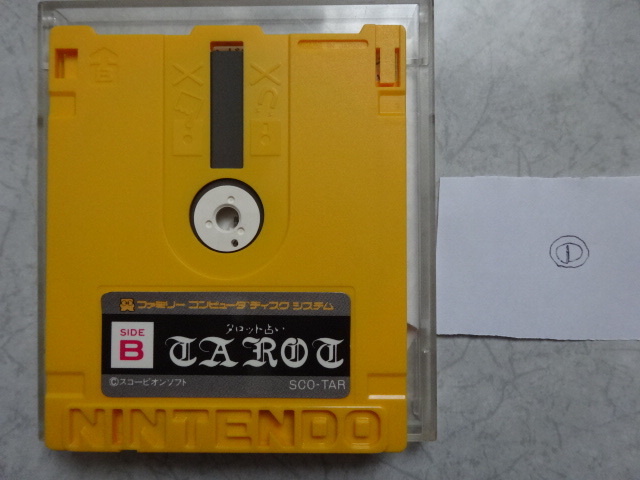 ファミリー コンピュータ ディスク システム
SIDE
B
タロット占い
TAROT
©スコーピオンソフト
SCO-TAR
NINTENDO
①